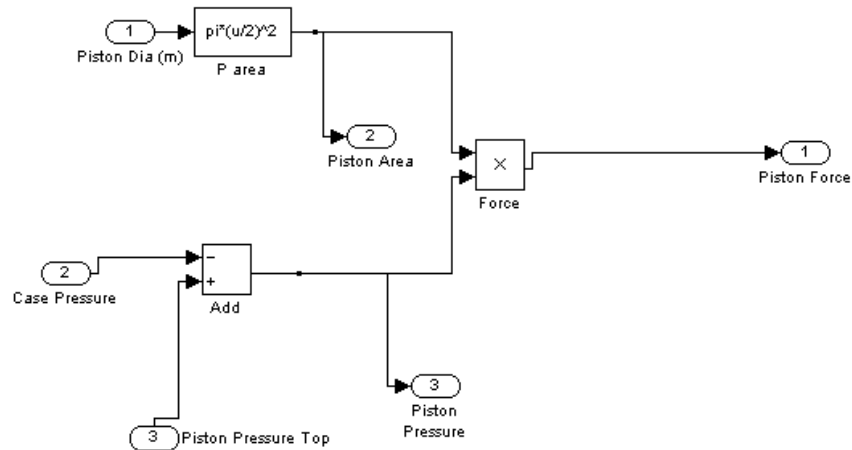 1
Piston Dia (m)
pi*(u/2)^2
P area
2
Piston Area
×
Force
1
Piston Force
2
Case Pressure
−
+
Add
3
Piston Pressure Top
3
Piston
Pressure